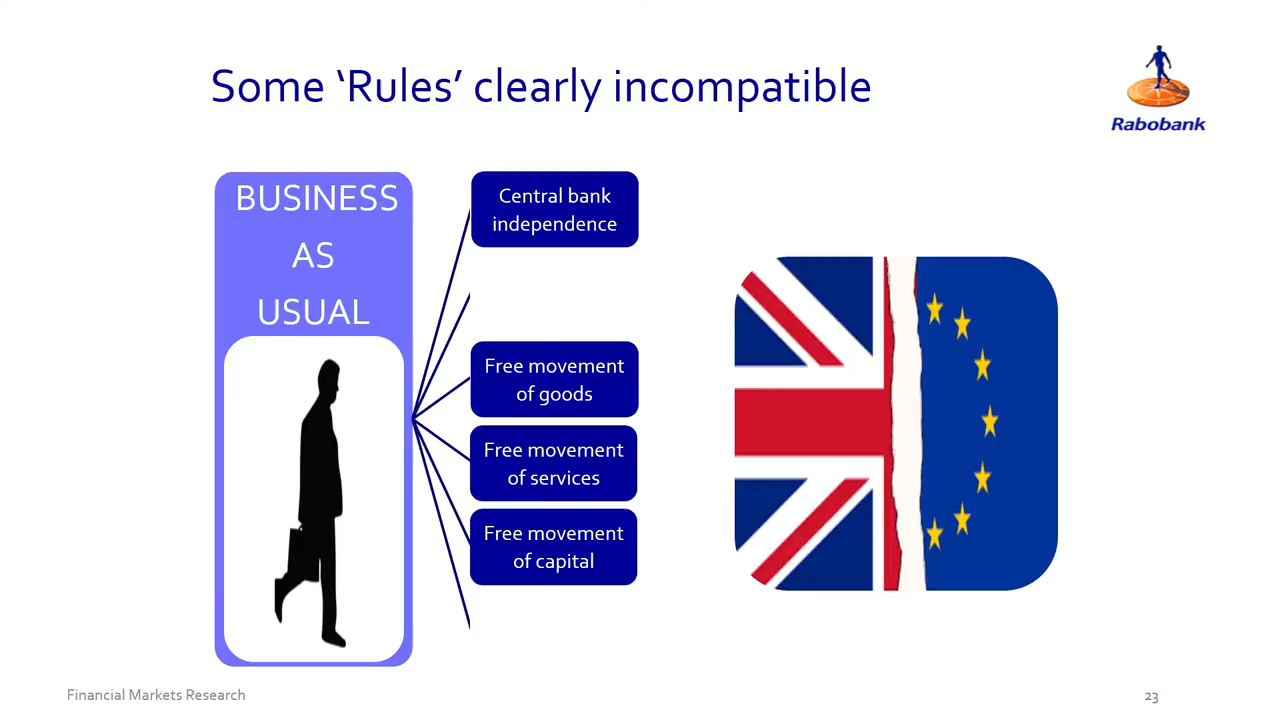 Some ‘Rules’ clearly incompatible
Rabobank
BUSINESS
AS
USUAL
Central bank
independence
Free movement
of goods
Free movement
of services
Free movement
of capital
Financial Markets Research
23